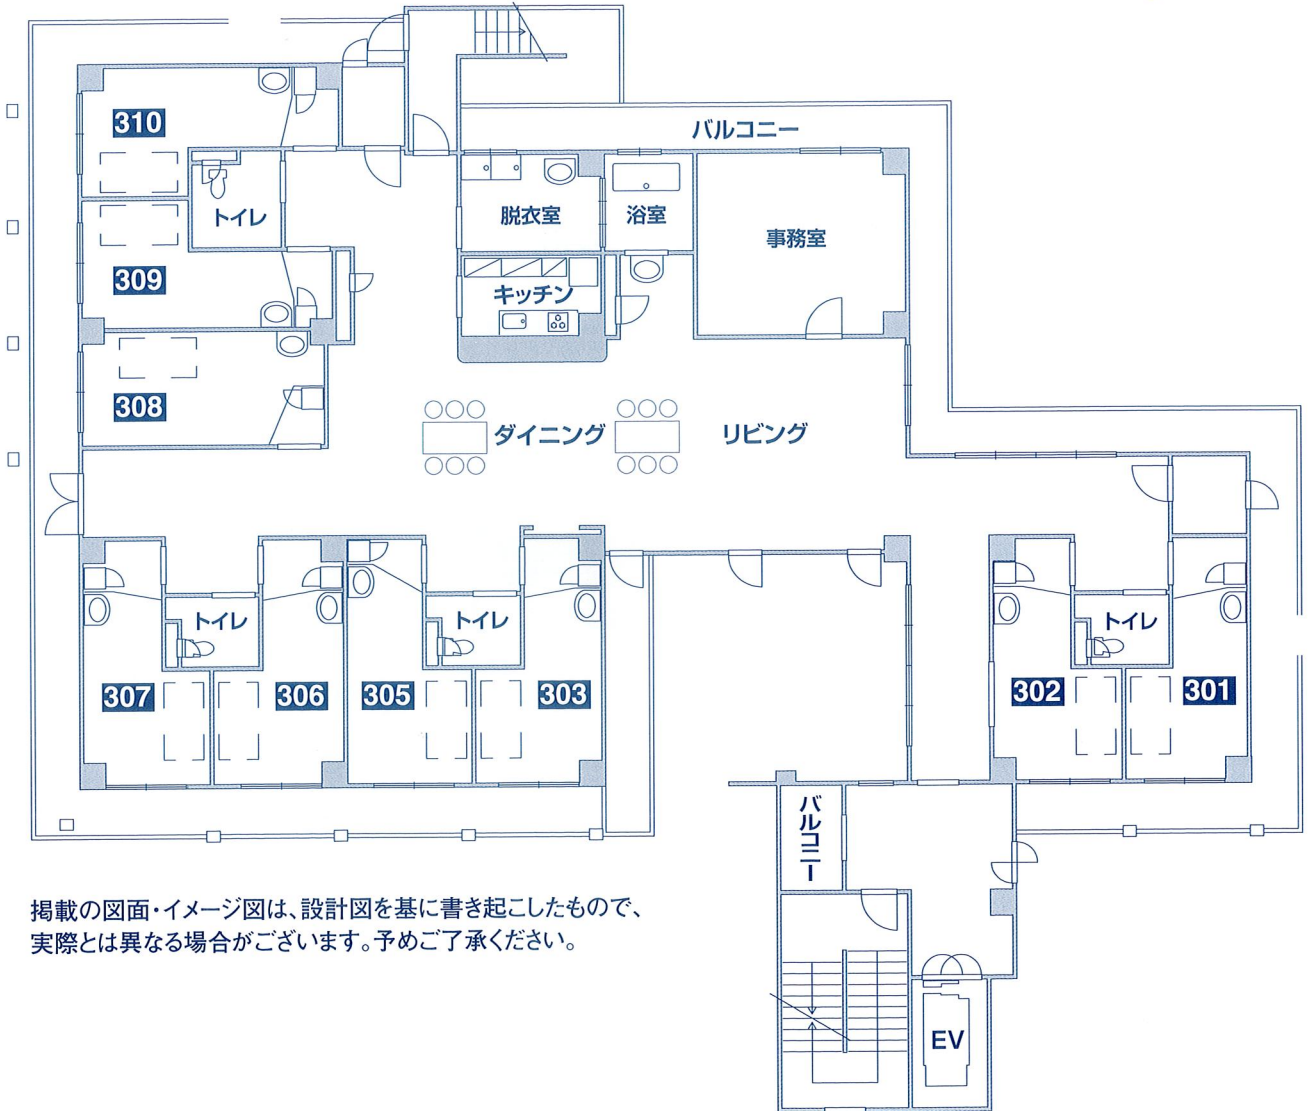 310
バルコニー
トイレ
脱衣室
浴室
事務室
309
キッチン
308
ダイニング
リビング
トイレ
トイレ
トイレ
307
306
305
303
302
301
バルコニー
掲載の図面・イメージ図は、設計図を基に書き起こしたもので、
実際とは異なる場合がございます。予めご了承ください。
EV